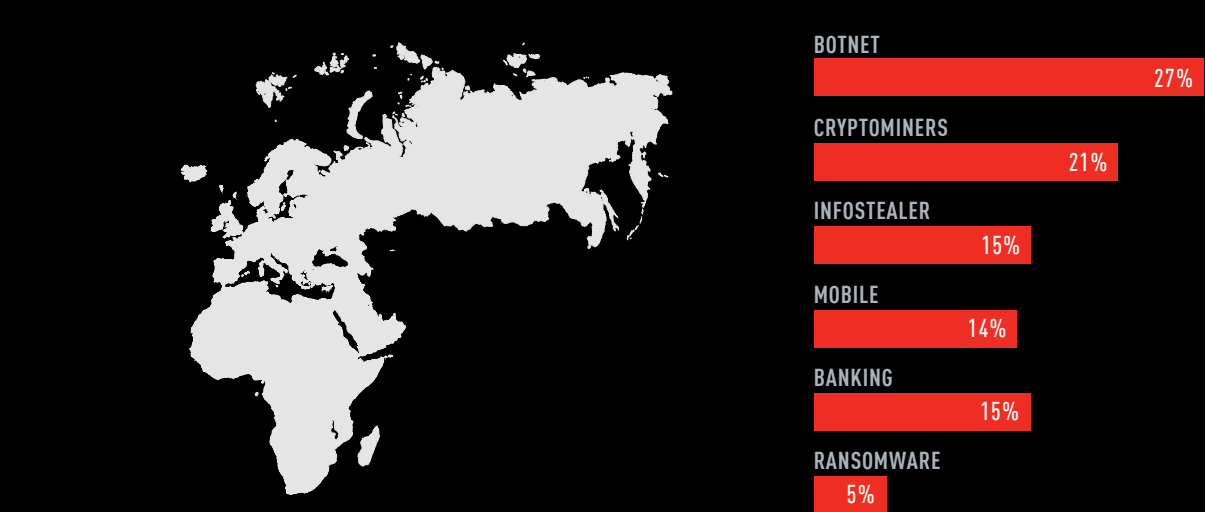 BOTNET
27%
CRYPTOMINERS
21%
INFOSTEALER
15%
MOBILE
14%
BANKING
15%
RANSOMWARE
5%